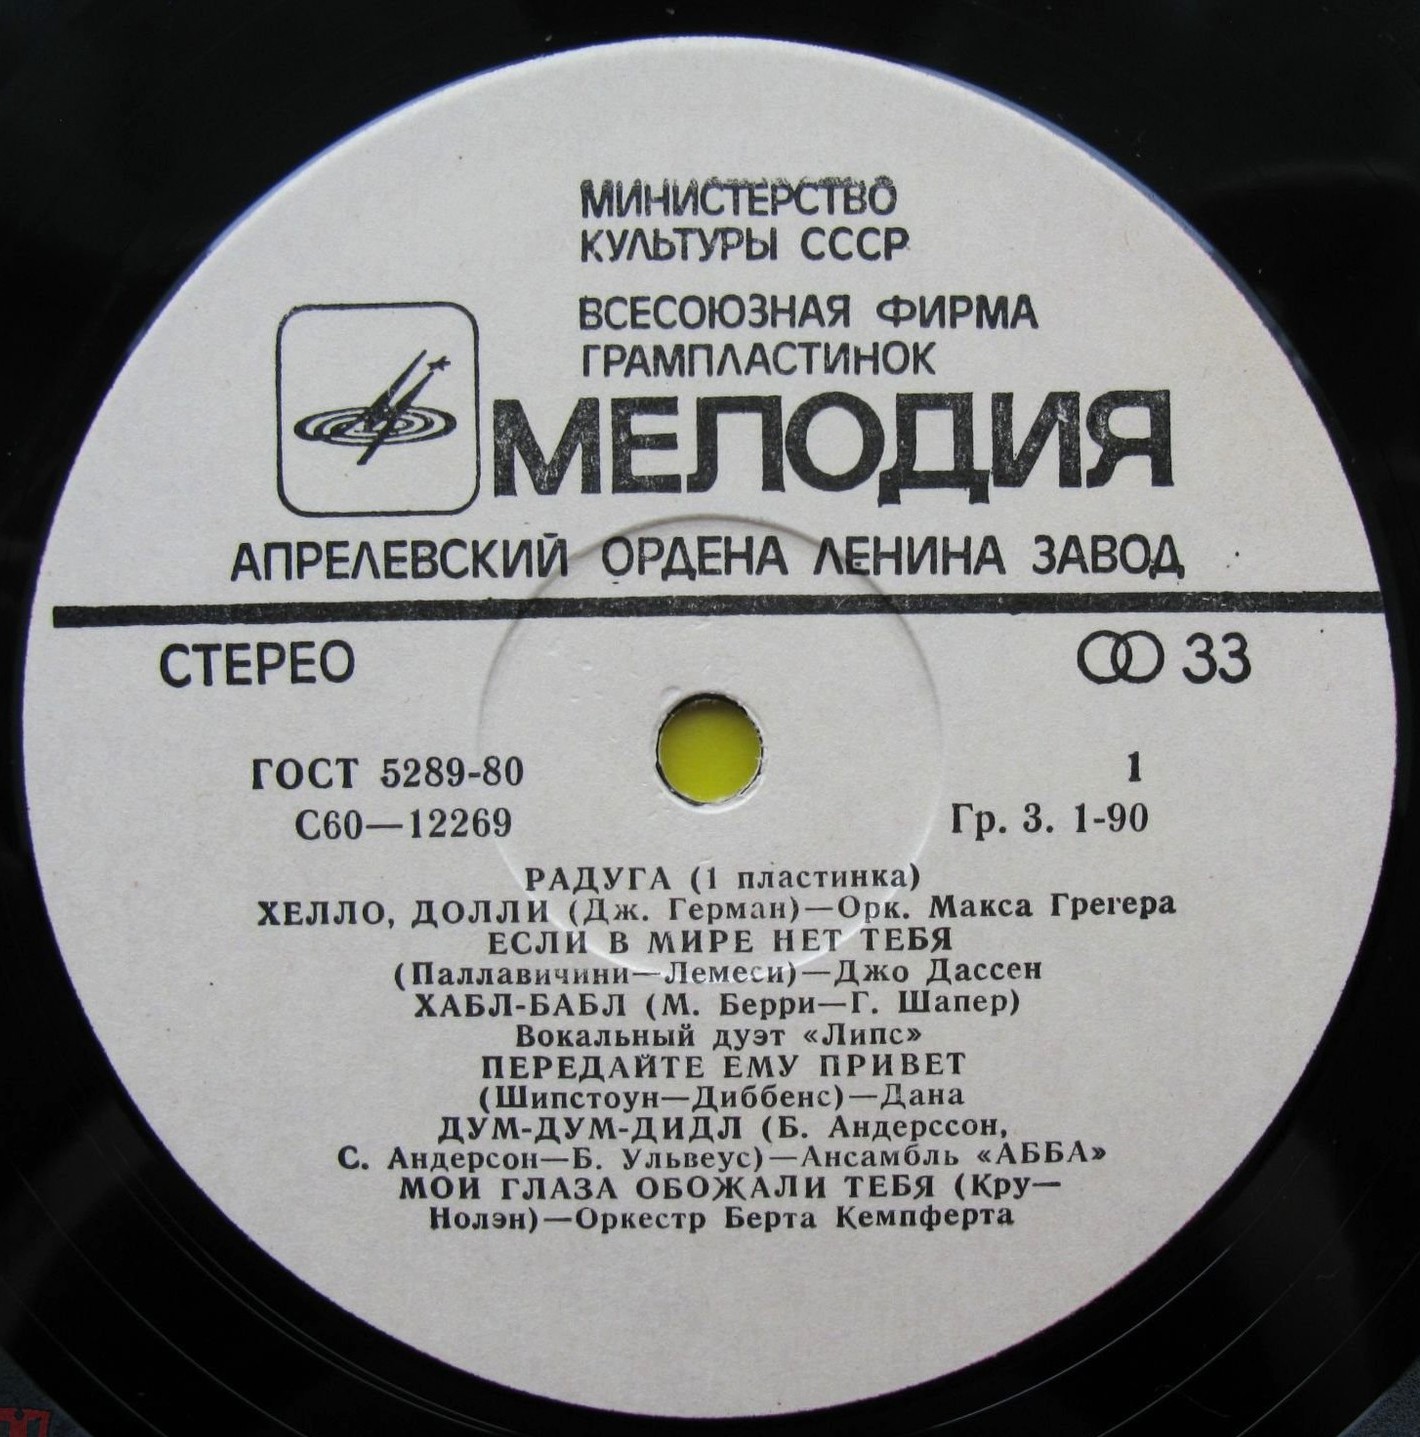 МИНИСТЕРСТВО
КУЛЬТУРЫ СССР
ВСЕСОЮЗНАЯ ФИРМА
ГРАМПЛАСТИНОК
МЕЛОДИЯ
АПРЕЛЕВСКИЙ ОРДЕНА ЛЕНИНА ЗАВОД
СТЕРЕО 33
ГОСТ 5289-80 1
С60—12269 Гр. 3. 1-90
РАДУГА (1 пластинка)
ХЕЛЛО, ДОЛЛИ (Дж. Герман)—Орк. Макса Грегера
ЕСЛИ В МИРЕ НЕТ ТЕБЯ
(Паллавичини—Лемеси)—Джо Дассен
ХАБЛ-БАБЛ (М. Берри—Г. Шапер)
Вокальный дуэт «Липс»
ПЕРЕДАЙТЕ ЕМУ ПРИВЕТ
(Шипстоун—Диббенс)—Дана
ДУМ-ДУМ-ДИДЛ (Б. Андерссон,
С. Андерсон—Б. Ульвеус)—Ансамбль «АББА»
МОИ ГЛАЗА ОБОЖАЛИ ТЕБЯ (Кру—
Нолэн)—Оркестр Берта Кемпферта